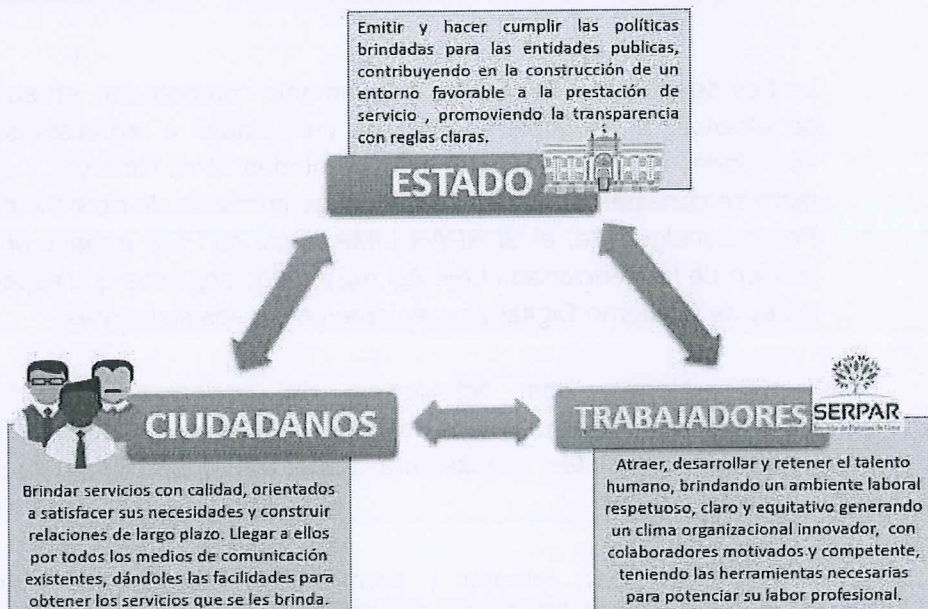 Emitir y hacer cumplir las políticas
brindadas para las entidades publicas,
contribuyendo en la construcción de un
entorno favorable a la prestación de
servicio , promoviendo la transparencia
con reglas claras.
ESTADO
CIUDADANOS
Brindar servicios con calidad, orientados
a satisfacer sus necesidades y construir
relaciones de largo plazo. Llegar a ellos
por todos los medios de comunicación
existentes, dándoles las facilidades para
obtener los servicios que se les brinda.
TRABAJADORES
SERPAR
Servicio de Parques de Lima
Atraer, desarrollar y retener el talento
humano, brindando un ambiente laboral
respetuoso, claro y equitativo generando
un clima organizacional innovador, con
colaboradores motivados y competente,
teniendo las herramientas necesarias
para potenciar su labor profesional.